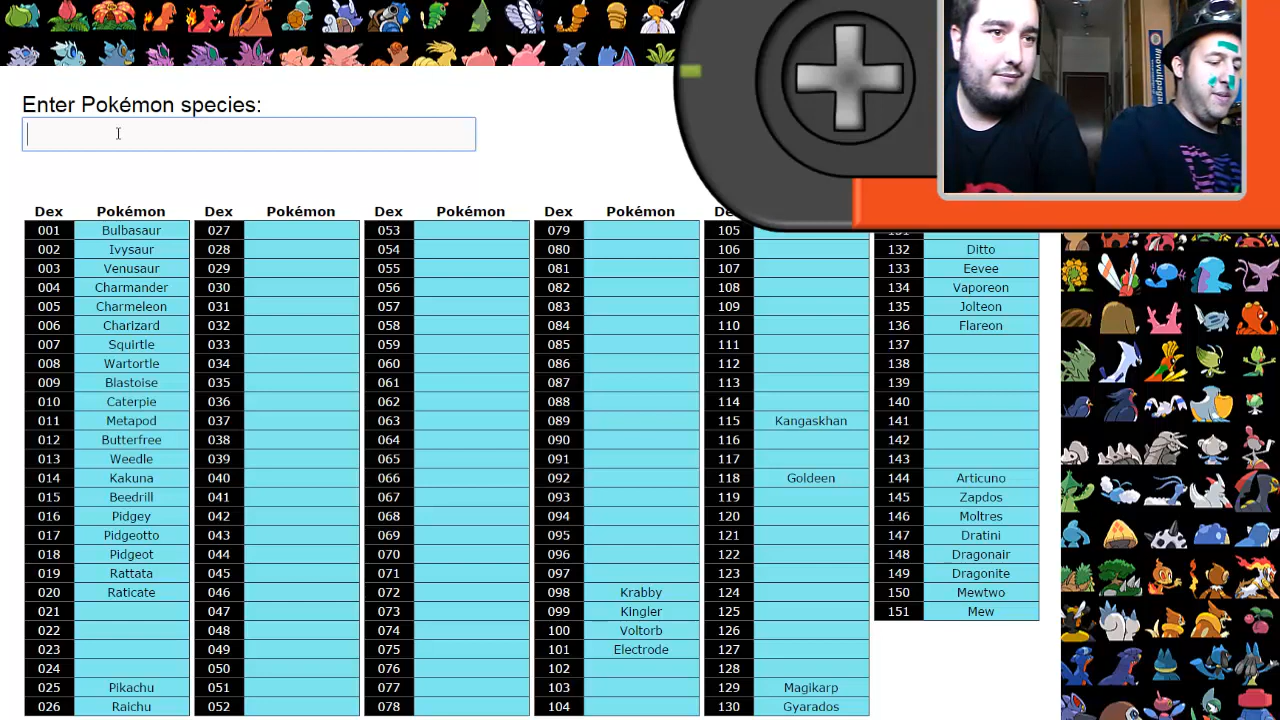 Enter Pokémon species:
#novullpagar
Dex Pokémon Dex Pokémon Dex Pokémon Dex Pokémon
001 Bulbasaur 027 053 079 105
002 Ivysaur 028 054 080 106 132 Ditto
003 Venusaur 029 055 081 107 133 Eevee
004 Charmander 030 056 082 108 134 Vaporeon
005 Charmeleon 031 057 083 109 135 Jolteon
006 Charizard 032 058 084 110 136 Flareon
007 Squirtle 033 059 085 111 137
008 Wartortle 034 060 086 112 138
009 Blastoise 035 061 087 113 139
010 Caterpie 036 062 088 114 140
011 Metapod 037 063 089 115 Kangaskhan 141
012 Butterfree 038 064 090 116 142
013 Weedle 039 065 091 117 143
014 Kakuna 040 066 092 118 Goldeen 144 Articuno
015 Beedrill 041 067 093 119 145 Zapdos
016 Pidgey 042 068 094 120 146 Moltres
017 Pidgeotto 043 069 095 121 147 Dratini
018 Pidgeot 044 070 096 122 148 Dragonair
019 Rattata 045 071 097 123 149 Dragonite
020 Raticate 046 072 098 Krabby 124 150 Mewtwo
021 047 073 099 Kingler 125 151 Mew
022 048 074 100 Voltorb 126
023 049 075 101 Electrode 127
024 050 076 102 128
025 Pikachu 051 077 103 129 Magikarp
026 Raichu 052 078 104 130 Gyarados